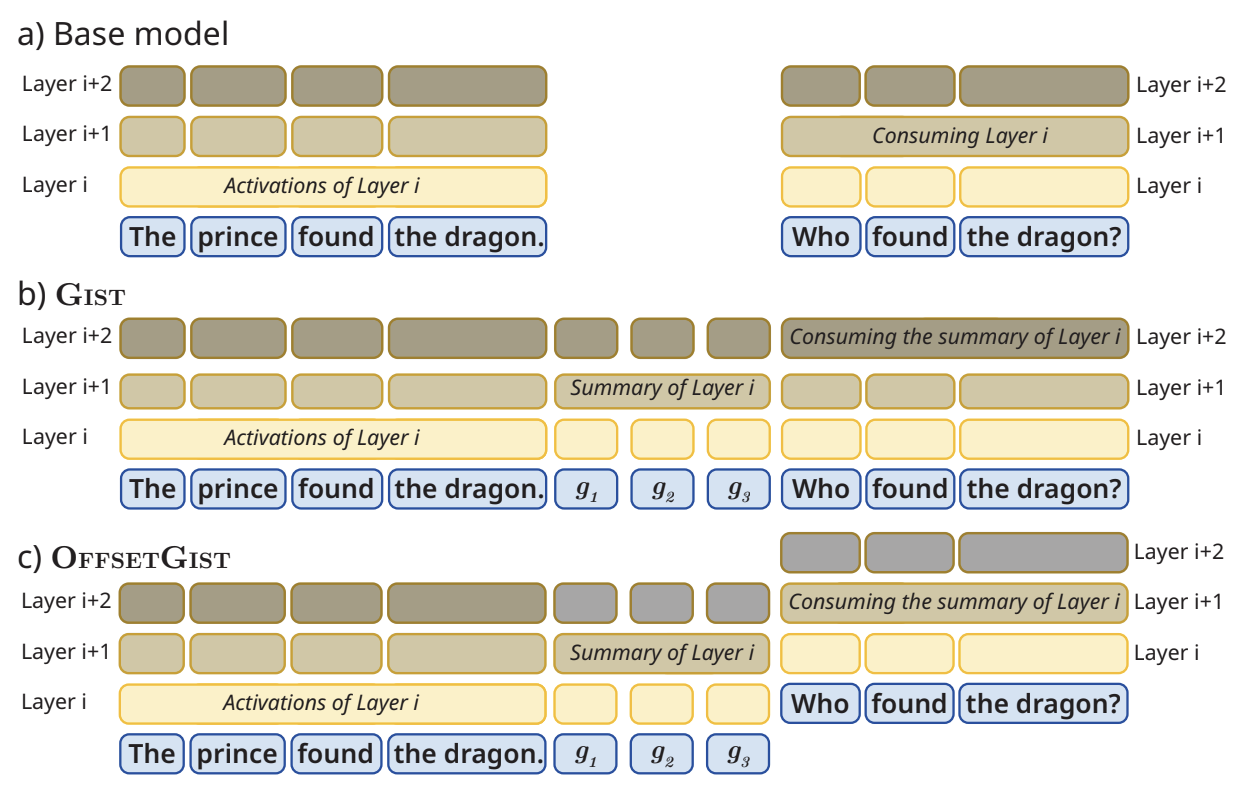 a) Base model
Layer i+2 Layer i+2
Layer i+1 Consuming Layer i Layer i+1
Layer i Activations of Layer i Layer i
The prince found the dragon. Who found the dragon?
b) GIST
Layer i+2 Consuming the summary of Layer i Layer i+2
Layer i+1 Summary of Layer i Layer i+1
Layer i Activations of Layer i Layer i
The prince found the dragon. g₁ g₂ g₃ Who found the dragon?
c) OFFSETGIST
Layer i+2
Layer i+2 Consuming the summary of Layer i Layer i+1
Layer i+1 Summary of Layer i Layer i
Layer i Activations of Layer i Who found the dragon?
The prince found the dragon. g₁ g₂ g₃